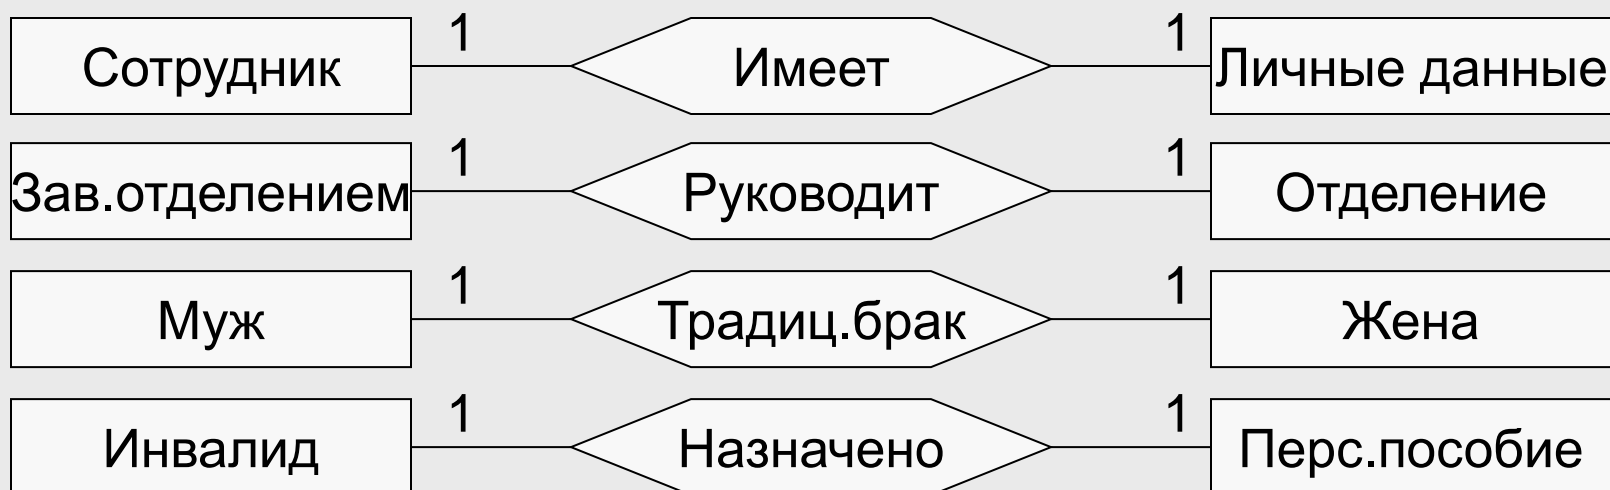 Сотрудник 1 Имеет 1 Личные данные
Зав.отделением 1 Руководит 1 Отделение
Муж 1 Традиц.брак 1 Жена
Инвалид 1 Назначено 1 Перс.пособие